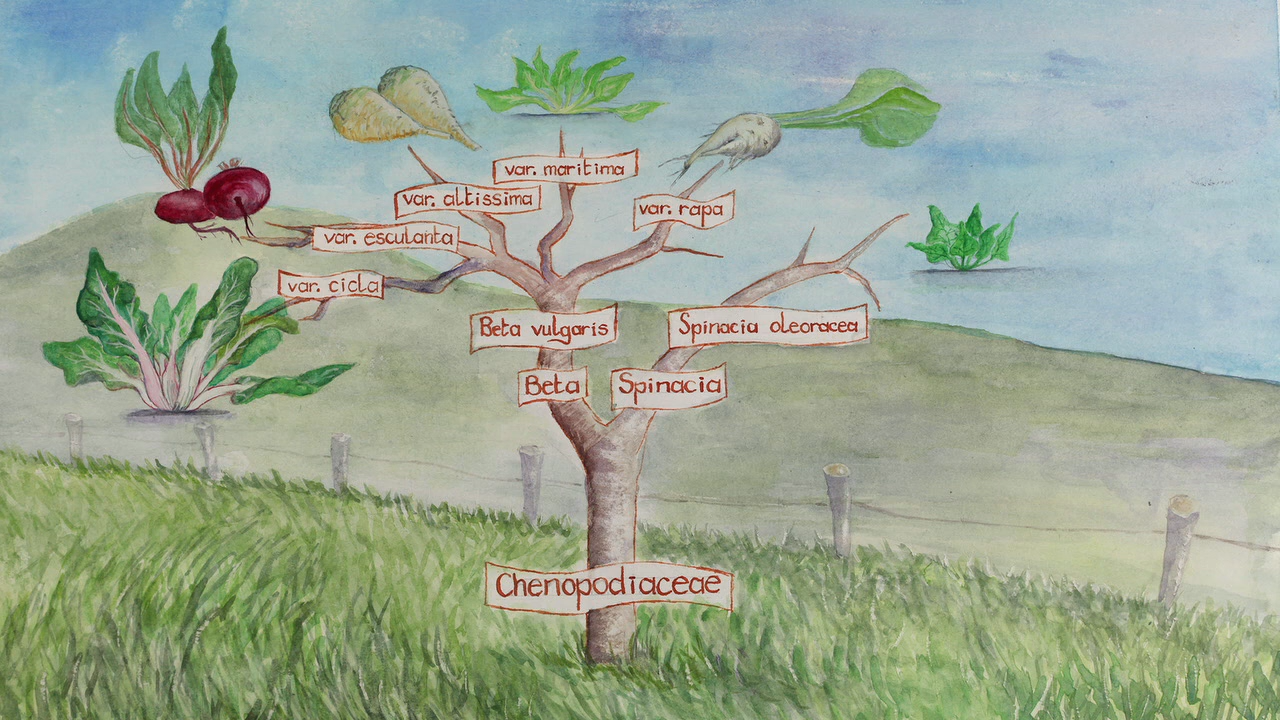 var. maritima
var. altissima
var. rapa
var. esculanta
var. cicla
Beta vulgaris
Spinacia oleoracea
Beta
Spinacia
Chenopodiaceae